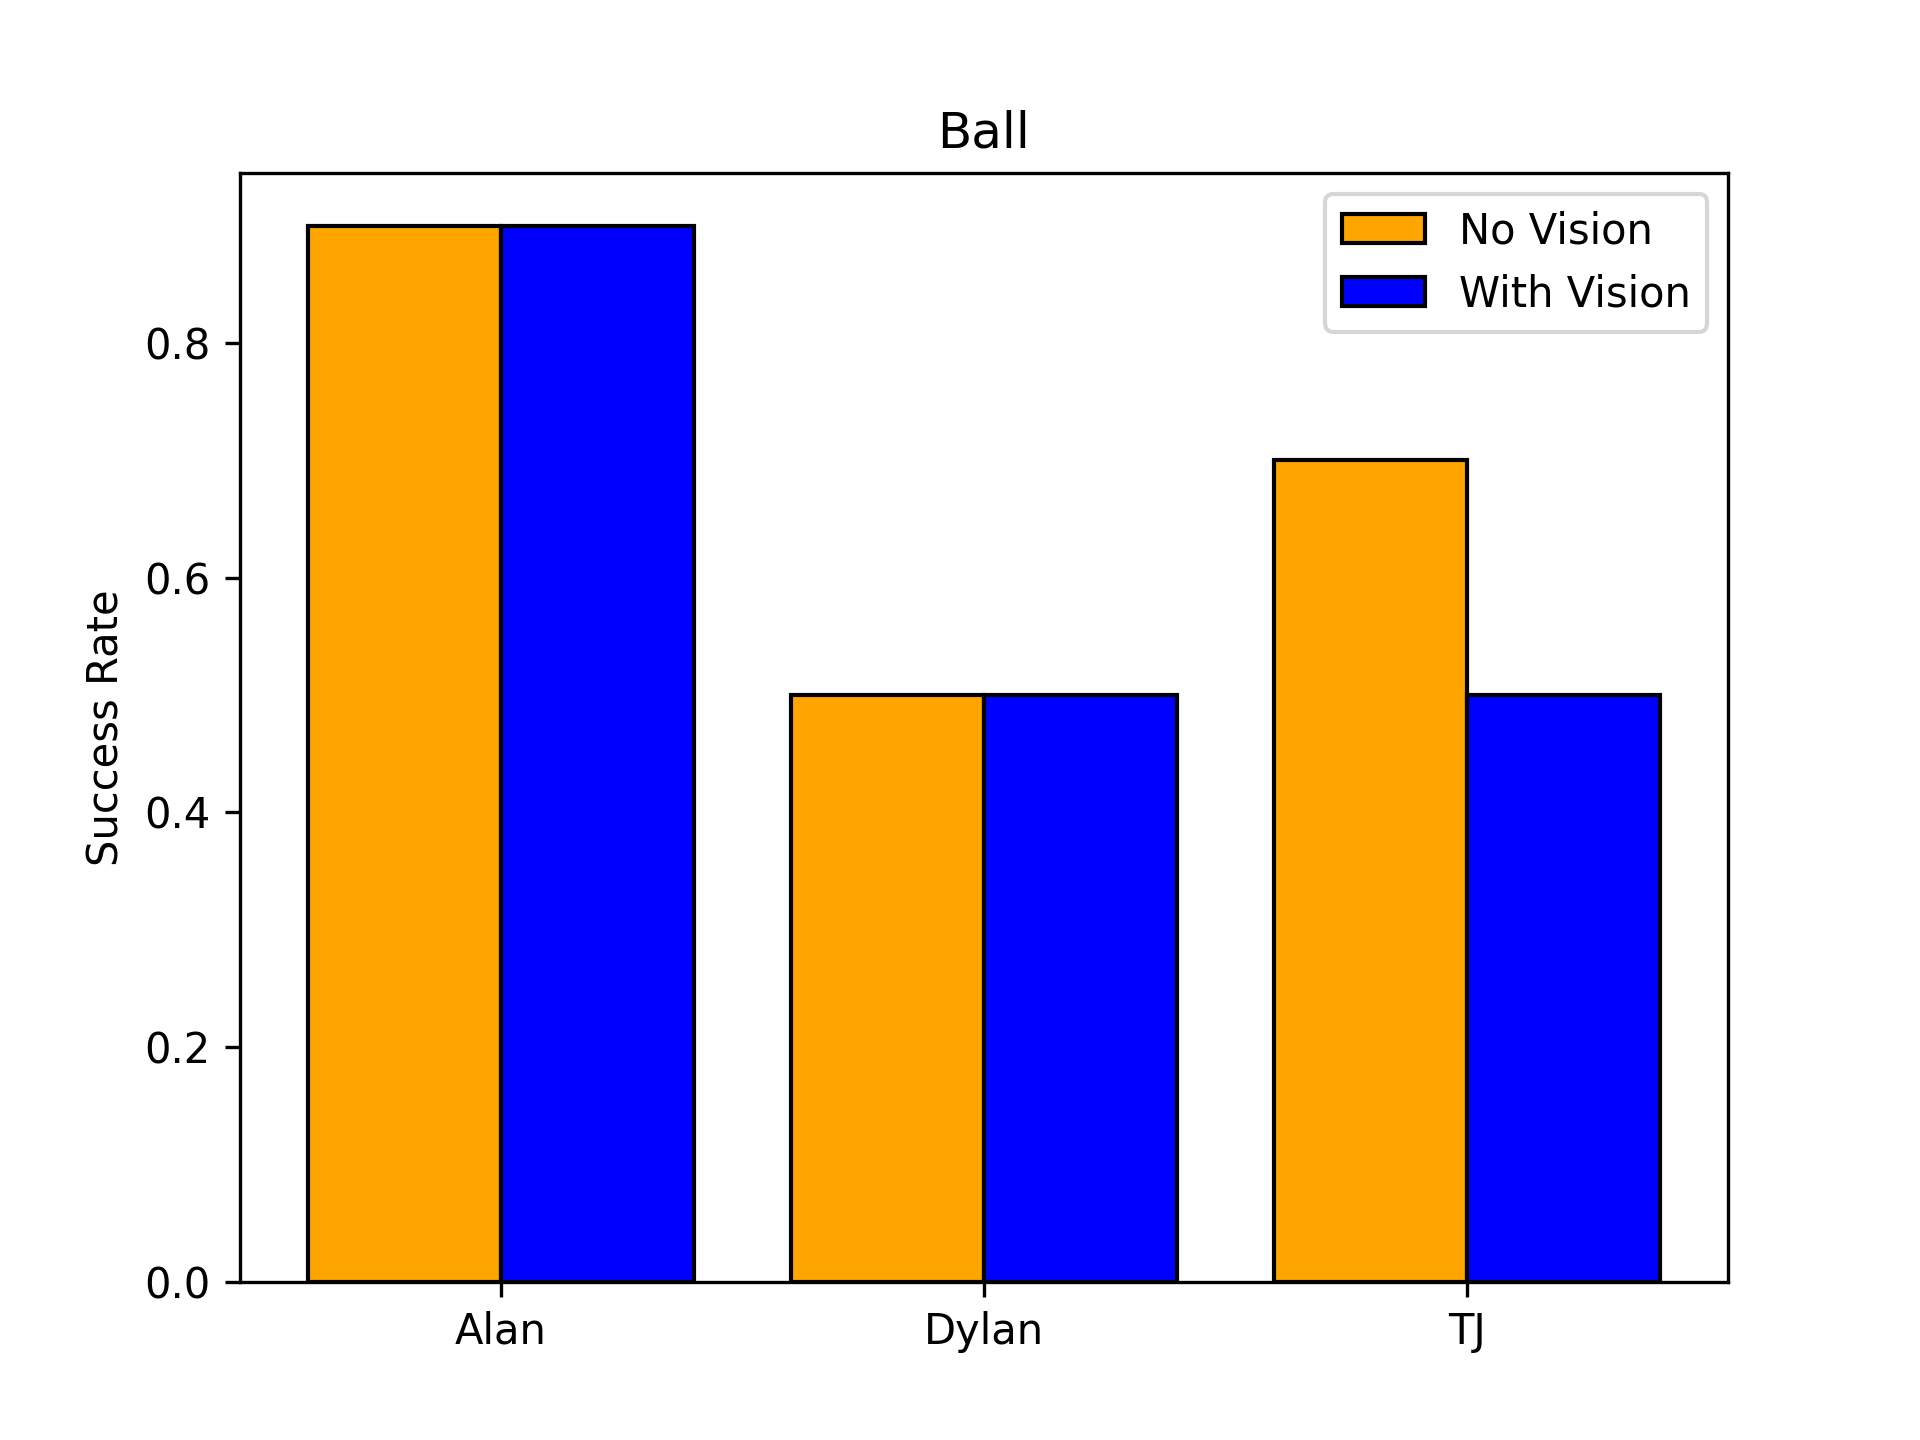 Ball
No Vision
With Vision
Success Rate
0.8
0.6
0.4
0.2
0.0
Alan
Dylan
TJ